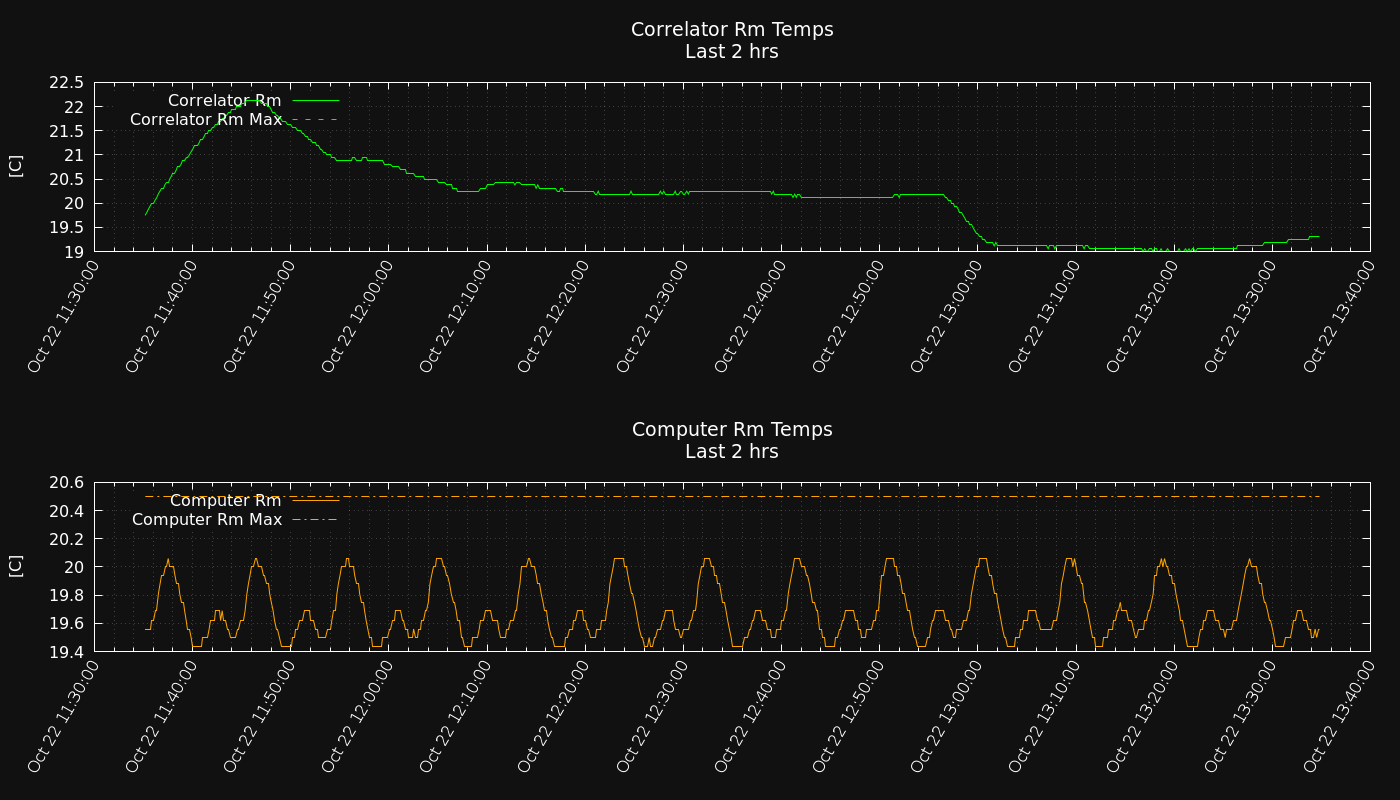 Correlator Rm Temps
Last 2 hrs
22.5
22
21.5
21
20.5
20
19.5
19
[C]
Correlator Rm
Correlator Rm Max
Oct 22 11:30:00
Oct 22 11:40:00
Oct 22 11:50:00
Oct 22 12:00:00
Oct 22 12:10:00
Oct 22 12:20:00
Oct 22 12:30:00
Oct 22 12:40:00
Oct 22 12:50:00
Oct 22 13:00:00
Oct 22 13:10:00
Oct 22 13:20:00
Oct 22 13:30:00
Oct 22 13:40:00
Computer Rm Temps
Last 2 hrs
20.6
20.4
20.2
20
19.8
19.6
19.4
[C]
Computer Rm
Computer Rm Max
Oct 22 11:30:00
Oct 22 11:40:00
Oct 22 11:50:00
Oct 22 12:00:00
Oct 22 12:10:00
Oct 22 12:20:00
Oct 22 12:30:00
Oct 22 12:40:00
Oct 22 12:50:00
Oct 22 13:00:00
Oct 22 13:10:00
Oct 22 13:20:00
Oct 22 13:30:00
Oct 22 13:40:00